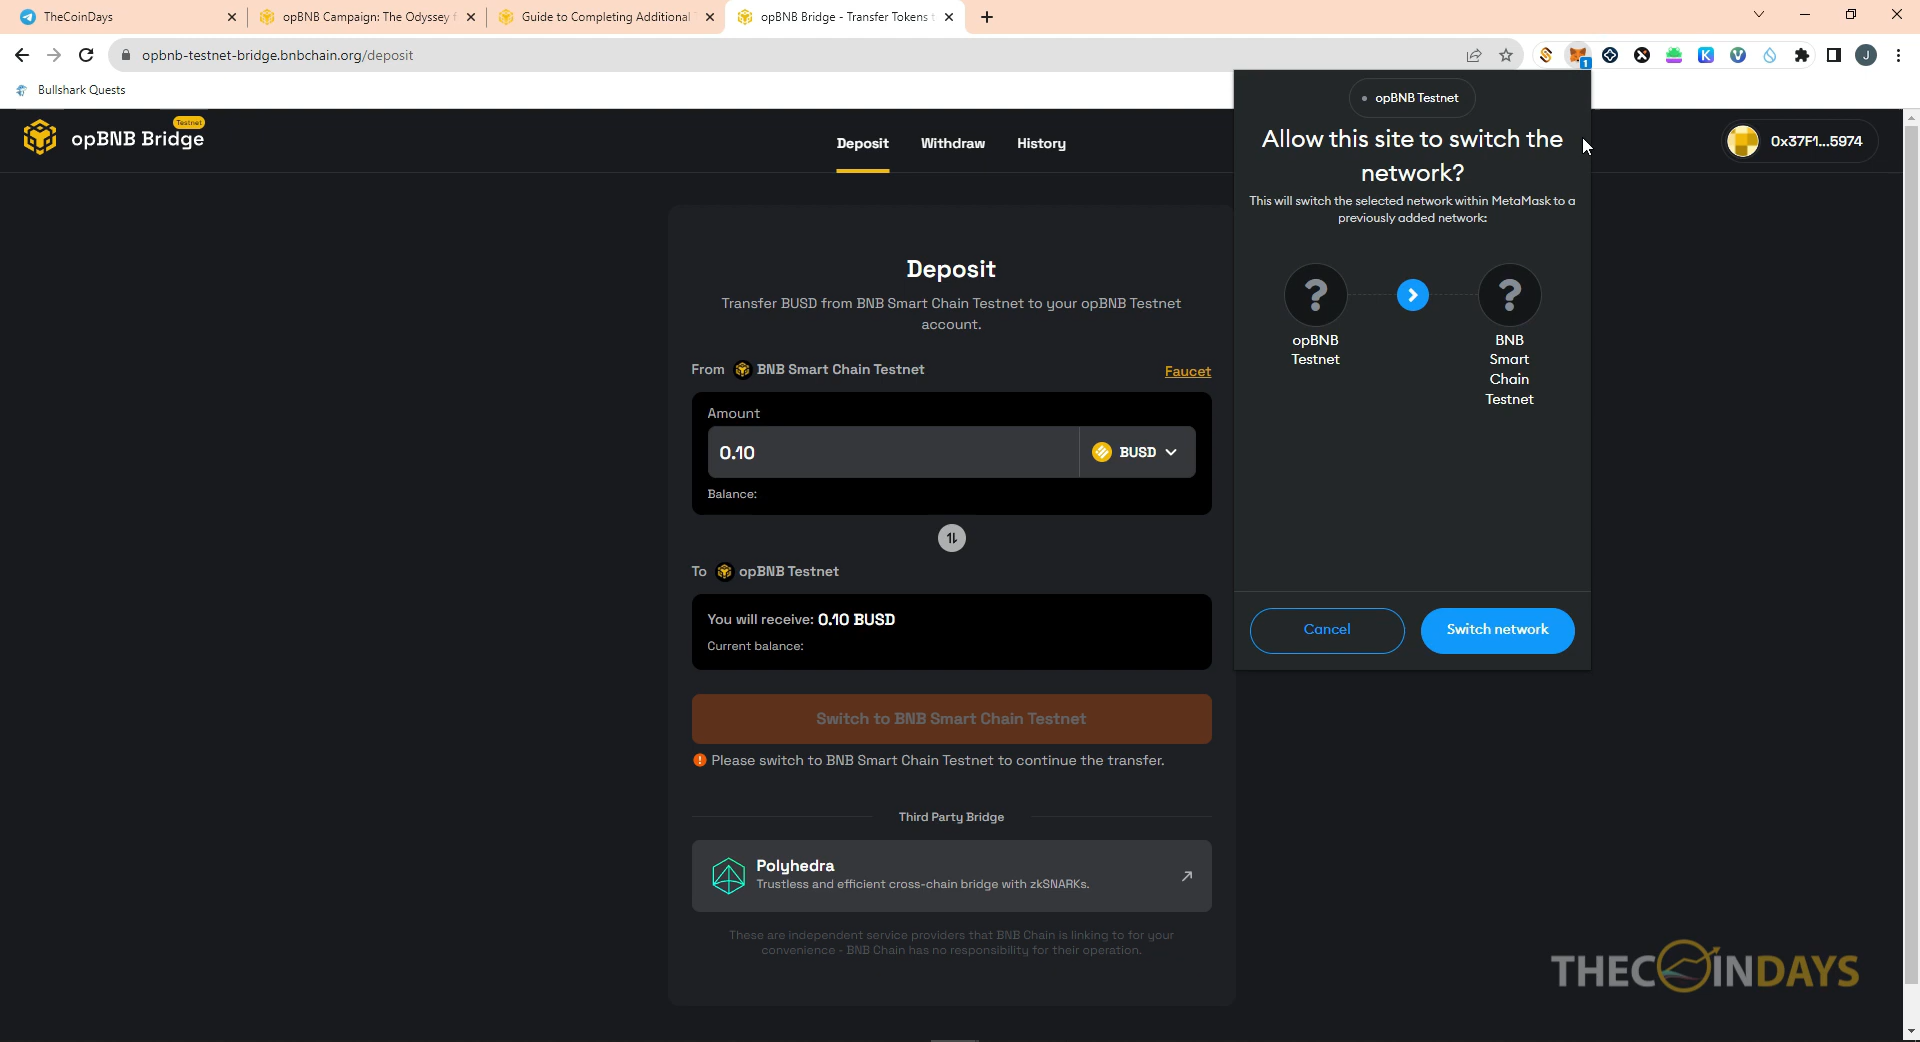 TheCoinDays
opBNB Campaign: The Odyssey f
Guide to Completing Additional
opBNB Bridge - Transfer Tokens t
opbnb-testnet-bridge.bnbchain.org/deposit
1
K
J
Bullshark Quests
Testnet
opBNB Bridge
Deposit
Withdraw
History
0x37F1...5974
Deposit
Transfer BUSD from BNB Smart Chain Testnet to your opBNB Testnet
account.
From BNB Smart Chain Testnet
Faucet
Amount
0.10
BUSD
Balance:
To opBNB Testnet
You will receive: 0.10 BUSD
Current balance:
Switch to BNB Smart Chain Testnet
Please switch to BNB Smart Chain Testnet to continue the transfer.
Third Party Bridge
Polyhedra
Trustless and efficient cross-chain bridge with zkSNARKs.
These are independent service providers that BNB Chain is linking to for your
convenience - BNB Chain has no responsibility for their operation.
opBNB Testnet
Allow this site to switch the
network?
This will switch the selected network within MetaMask to a
previously added network:
?
?
opBNB
Testnet
BNB
Smart
Chain
Testnet
Cancel
Switch network
THECOINDAYS